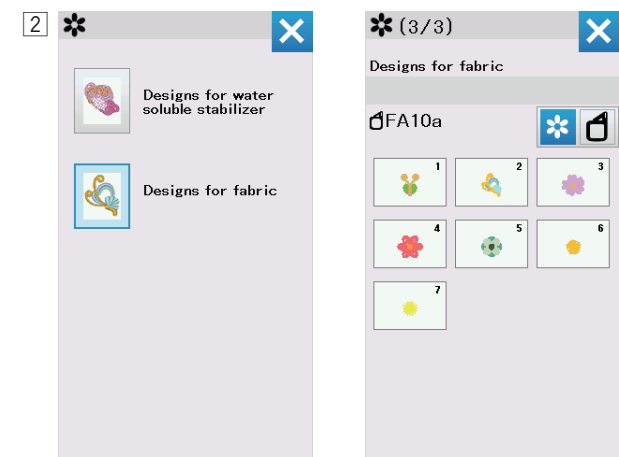 2
Designs for water
soluble stabilizer
Designs for fabric
(3/3)
Designs for fabric
FA10a
1
2
3
4
5
6
7